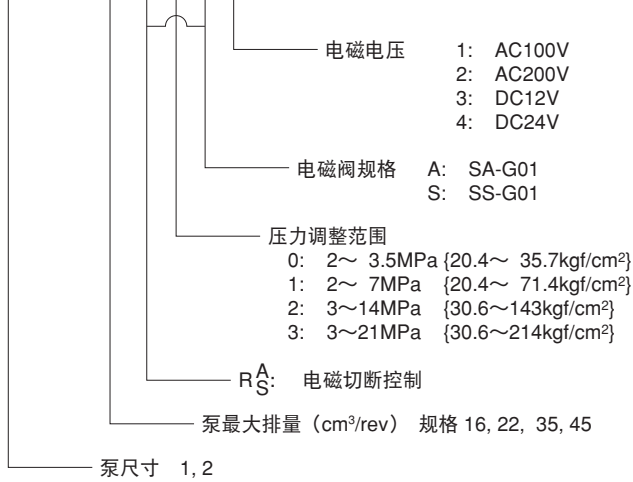 电磁电压 1: AC100V
2: AC200V
3: DC12V
4: DC24V
电磁阀规格 A: SA-G01
S: SS-G01
压力调整范围
0: 2～ 3.5MPa {20.4～ 35.7kgf/cm²}
1: 2～ 7MPa {20.4～ 71.4kgf/cm²}
2: 3～14MPa {30.6～143kgf/cm²}
3: 3～21MPa {30.6～214kgf/cm²}
R A S: 电磁切断控制
泵最大排量（cm³/rev） 规格 16, 22, 35, 45
泵尺寸 1, 2